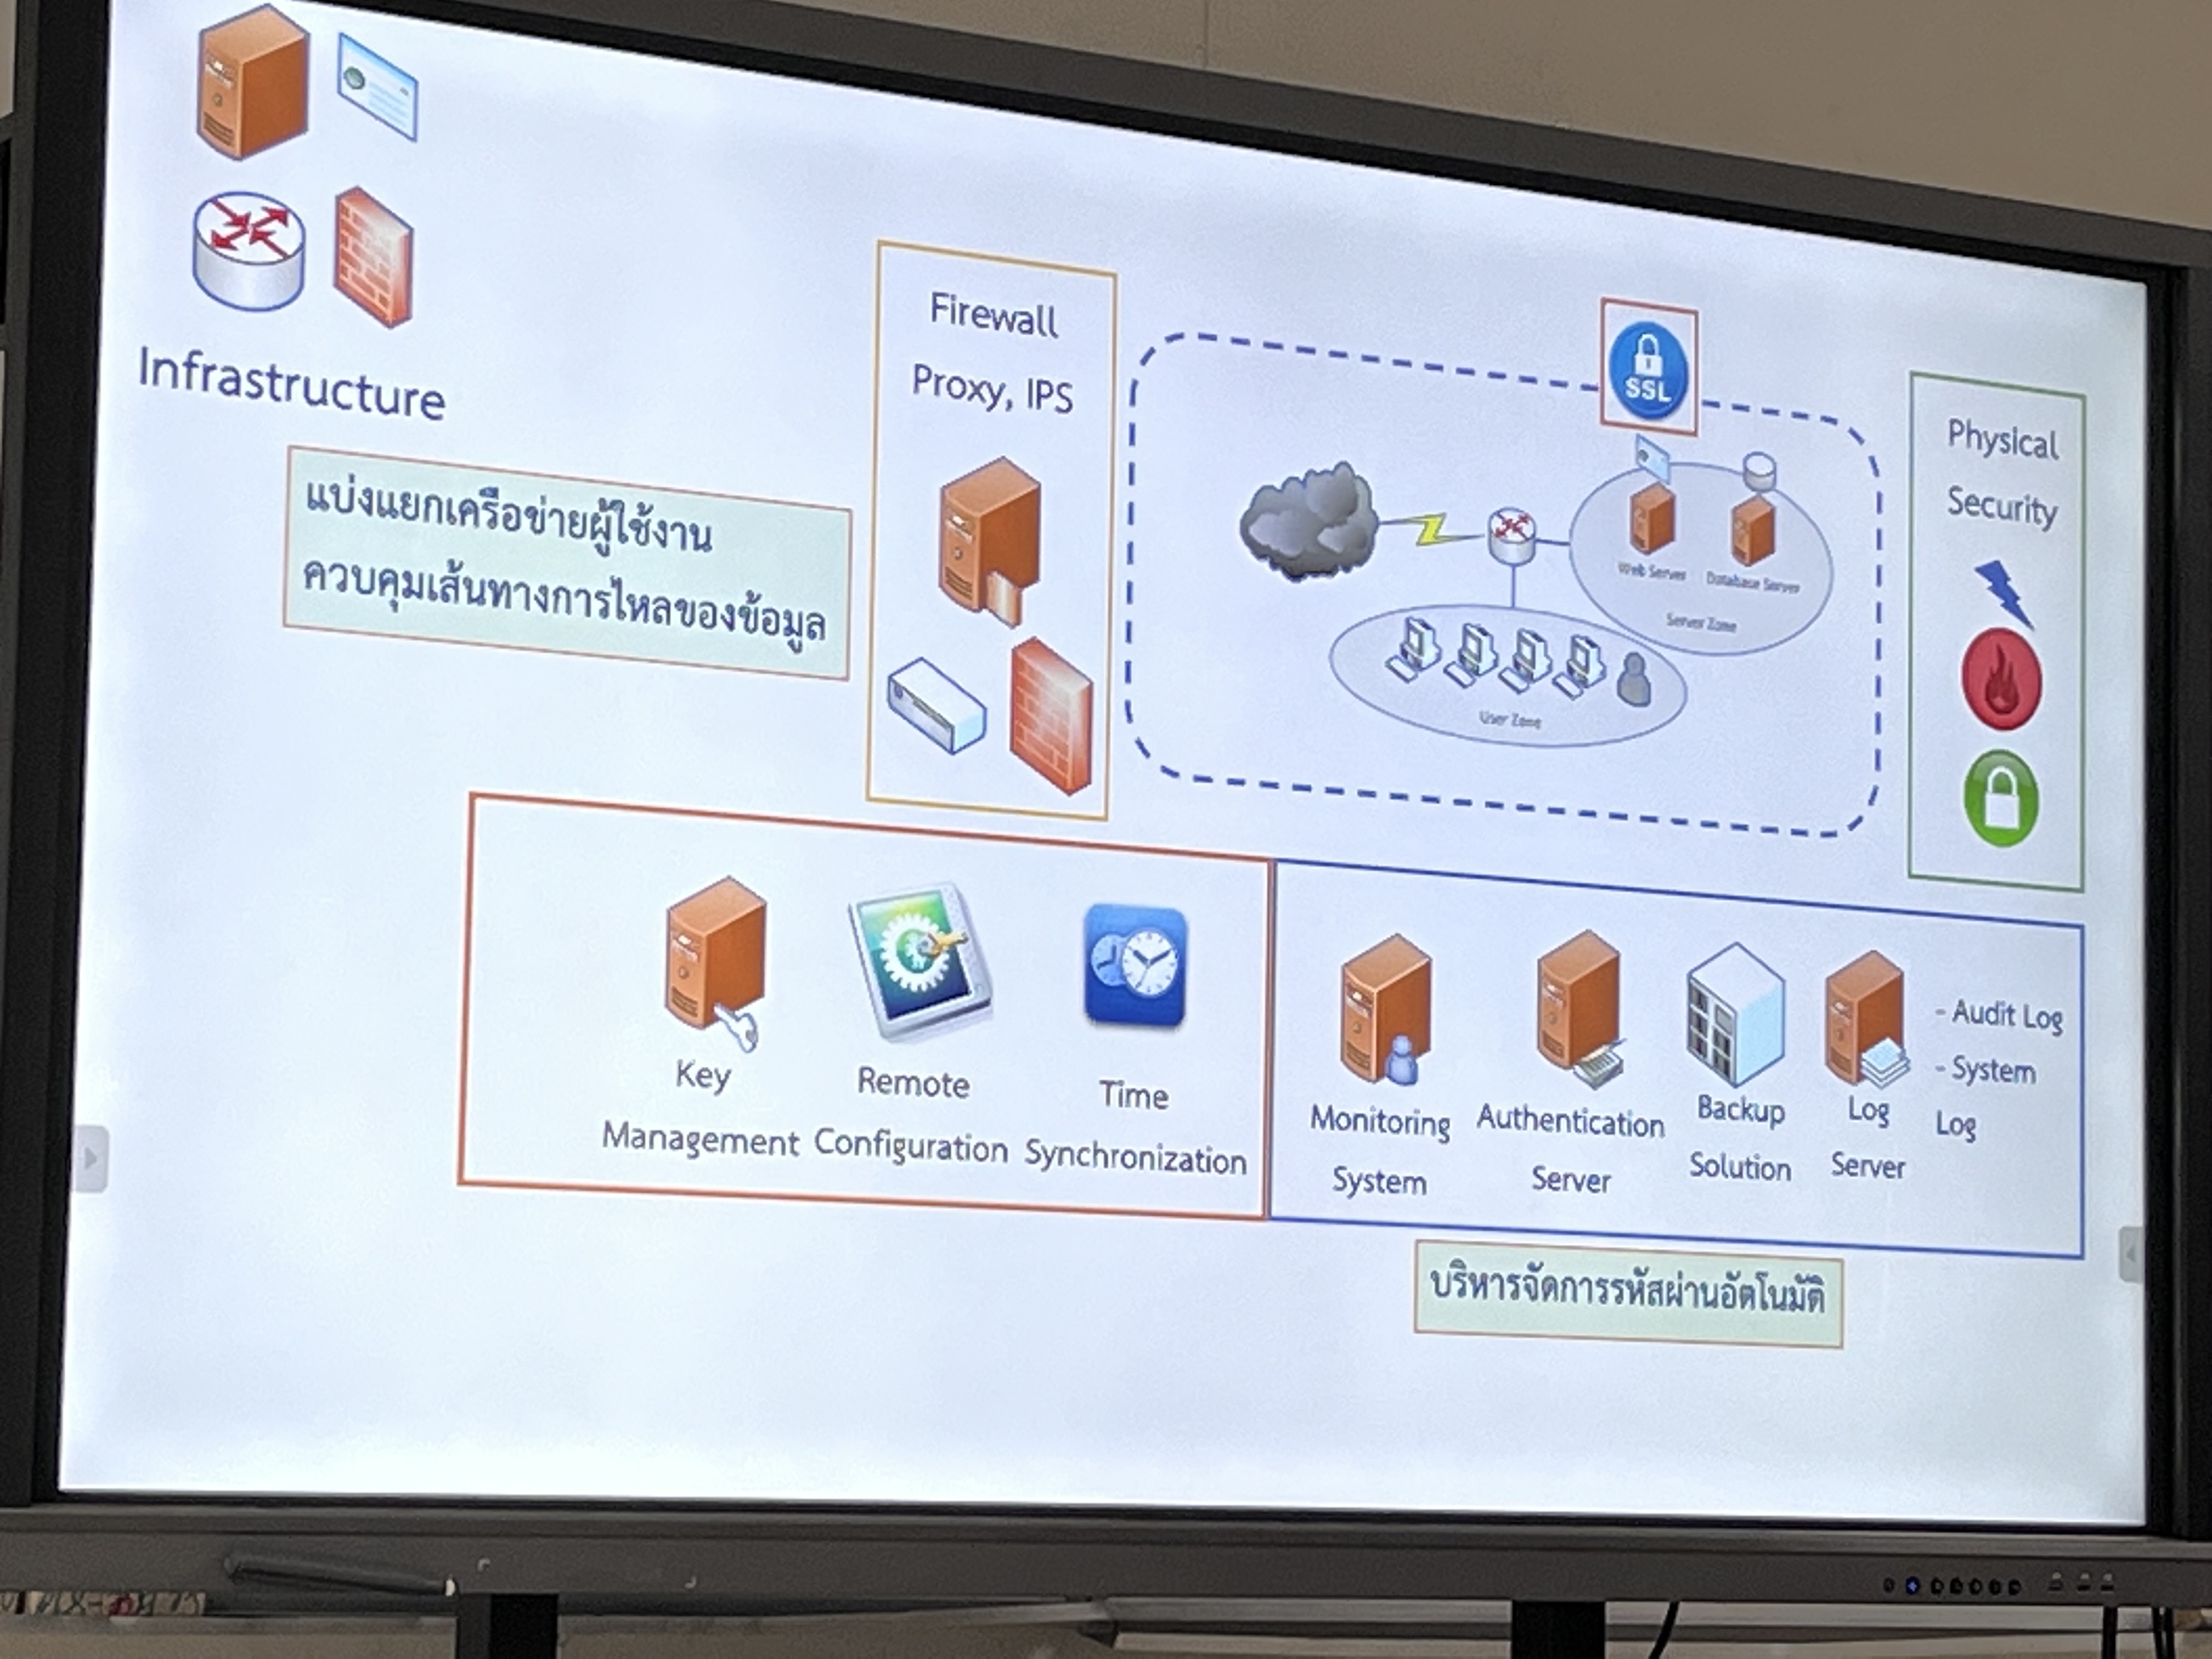 Infrastructure
แบ่งแยกเครือข่ายผู้ใช้งาน
ควบคุมเส้นทางการไหลของข้อมูล
Firewall
Proxy, IPS
SSL
Web Server
Database Server
Server Zone
User Zone
Physical
Security
Key
Management
Remote
Configuration
Time
Synchronization
Monitoring
System
Authentication
Server
Backup
Solution
Log
Server
- Audit Log
- System
Log
บริหารจัดการรหัสผ่านอัตโนมัติ